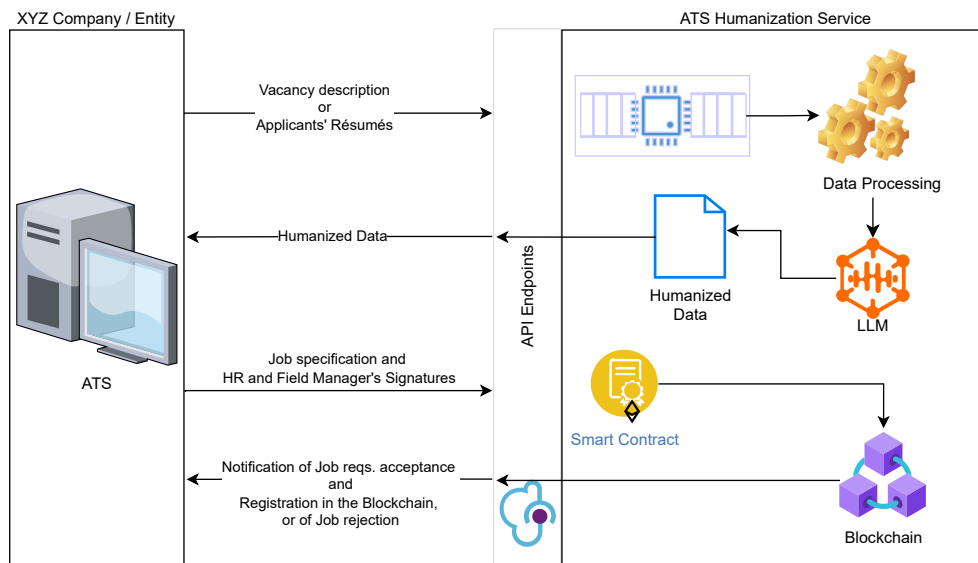 XYZ Company / Entity
ATS Humanization Service
Vacancy description
or
Applicants' Résumés
Data Processing
Humanized Data
API Endpoints
Humanized
Data
LLM
ATS
Job specification and
HR and Field Manager's Signatures
Smart Contract
Notification of Job reqs. acceptance
and
Registration in the Blockchain,
or of Job rejection
Blockchain